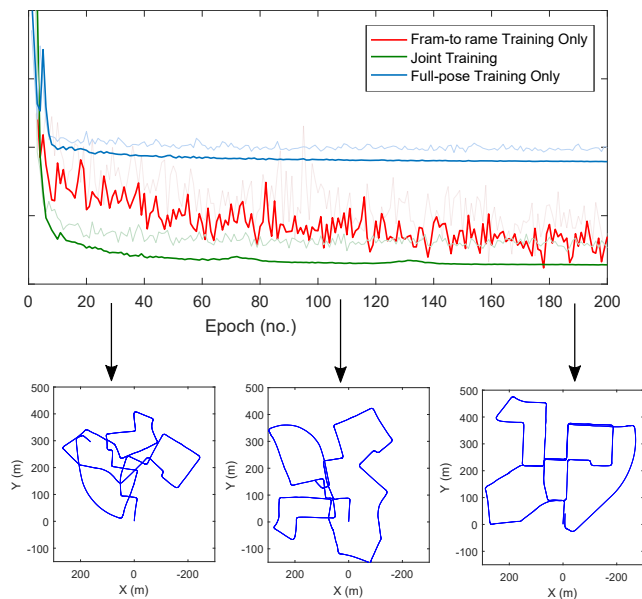 Fram-to rame Training Only
Joint Training
Full-pose Training Only
0 20 40 60 80 100 120 140 160 180 200
Epoch (no.)
500 500 500
400 400 400
300 300 300
200 200 200
100 100 100
0 0 0
-100 -100 -100
Y (m) Y (m) Y (m)
200 0 -200 200 0 -200 200 0 -200
X (m) X (m) X (m)